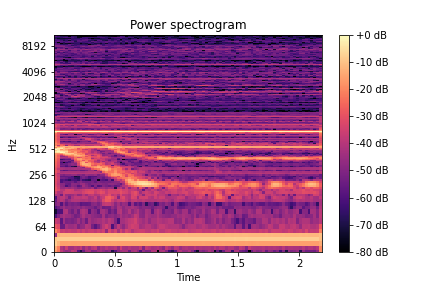 Power spectrogram
8192
4096
2048
1024
512
256
128
64
0
Hz
0
0.5
1
1.5
2
Time
+0 dB
-10 dB
-20 dB
-30 dB
-40 dB
-50 dB
-60 dB
-70 dB
-80 dB